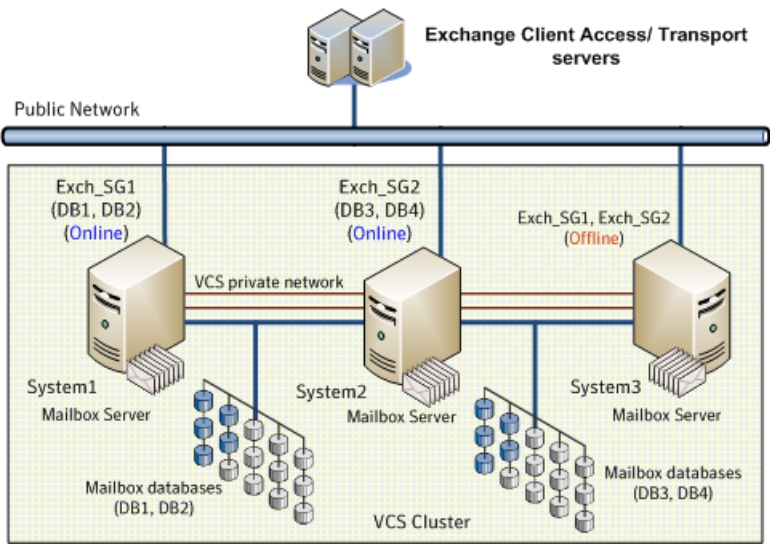 Exchange Client Access/ Transport
servers
Public Network
Exch_SG1
(DB1, DB2)
(Online)
Exch_SG2
(DB3, DB4)
(Online)
Exch_SG1, Exch_SG2
(Offline)
VCS private network
System1
Mailbox Server
System2
Mailbox Server
System3
Mailbox Server
Mailbox databases
(DB1, DB2)
Mailbox databases
(DB3, DB4)
VCS Cluster